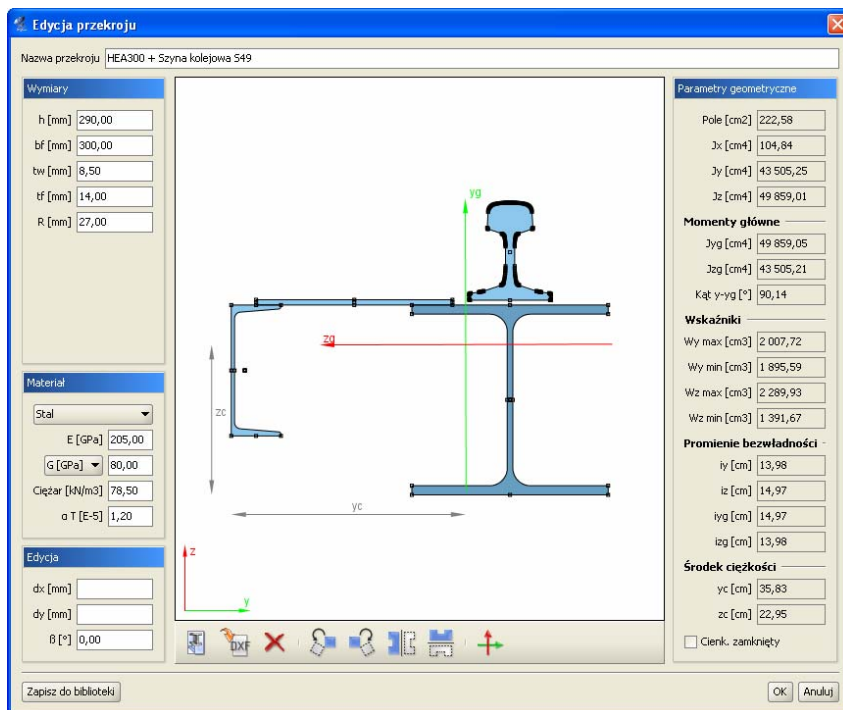 Edycja przekroju
Nazwa przekroju HEA300 + Szyna kolejowa S49
Wymiary
h [mm] 290,00
bf [mm] 300,00
tw [mm] 8,50
tf [mm] 14,00
R [mm] 27,00
Materiał
Stal
E [GPa] 205,00
G [GPa] 80,00
Ciężar [kN/m3] 78,50
α T [E-5] 1,20
Edycja
dx [mm]
dy [mm]
β [°] 0,00
yg
zg
zc
yc
z
y
DXF
Parametry geometryczne
Pole [cm2] 222,58
Jx [cm4] 104,84
Jy [cm4] 43 505,25
Jz [cm4] 49 859,01
Momenty główne
Jyg [cm4] 49 859,05
Jzg [cm4] 43 505,21
Kąt y-yg [°] 90,14
Wskaźniki
Wy max [cm3] 2 007,72
Wy min [cm3] 1 895,59
Wz max [cm3] 2 289,93
Wz min [cm3] 1 391,67
Promienie bezwładności
iy [cm] 13,98
iz [cm] 14,97
iyg [cm] 14,97
izg [cm] 13,98
Środek ciężkości
yc [cm] 35,83
zc [cm] 22,95
Cienk. zamknięty
Zapisz do biblioteki
OK Anuluj